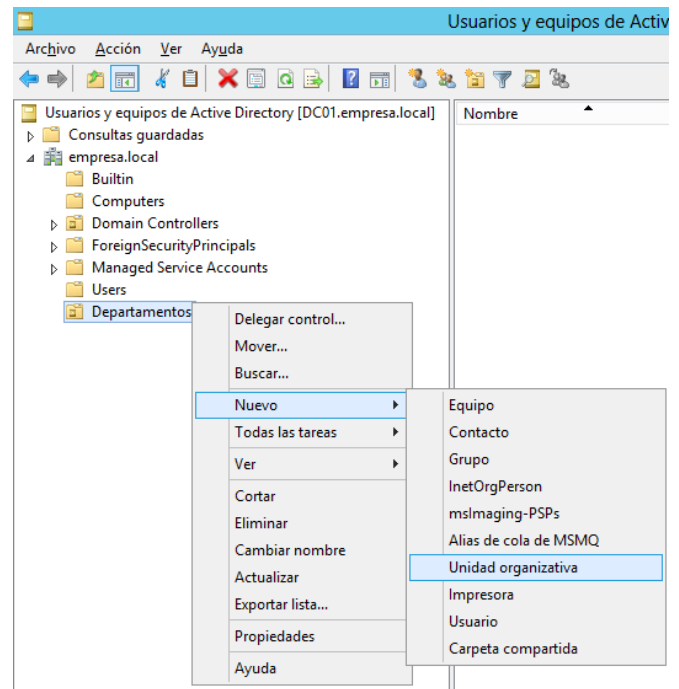 Usuarios y equipos de Activ
Archivo Acción Ver Ayuda
Usuarios y equipos de Active Directory [DC01.empresa.local]
Nombre
Consultas guardadas
empresa.local
Builtin
Computers
Domain Controllers
ForeignSecurityPrincipals
Managed Service Accounts
Users
Departamentos
Delegar control...
Mover...
Buscar...
Nuevo
Todas las tareas
Ver
Cortar
Eliminar
Cambiar nombre
Actualizar
Exportar lista...
Propiedades
Ayuda
Equipo
Contacto
Grupo
InetOrgPerson
msImaging-PSPs
Alias de cola de MSMQ
Unidad organizativa
Impresora
Usuario
Carpeta compartida